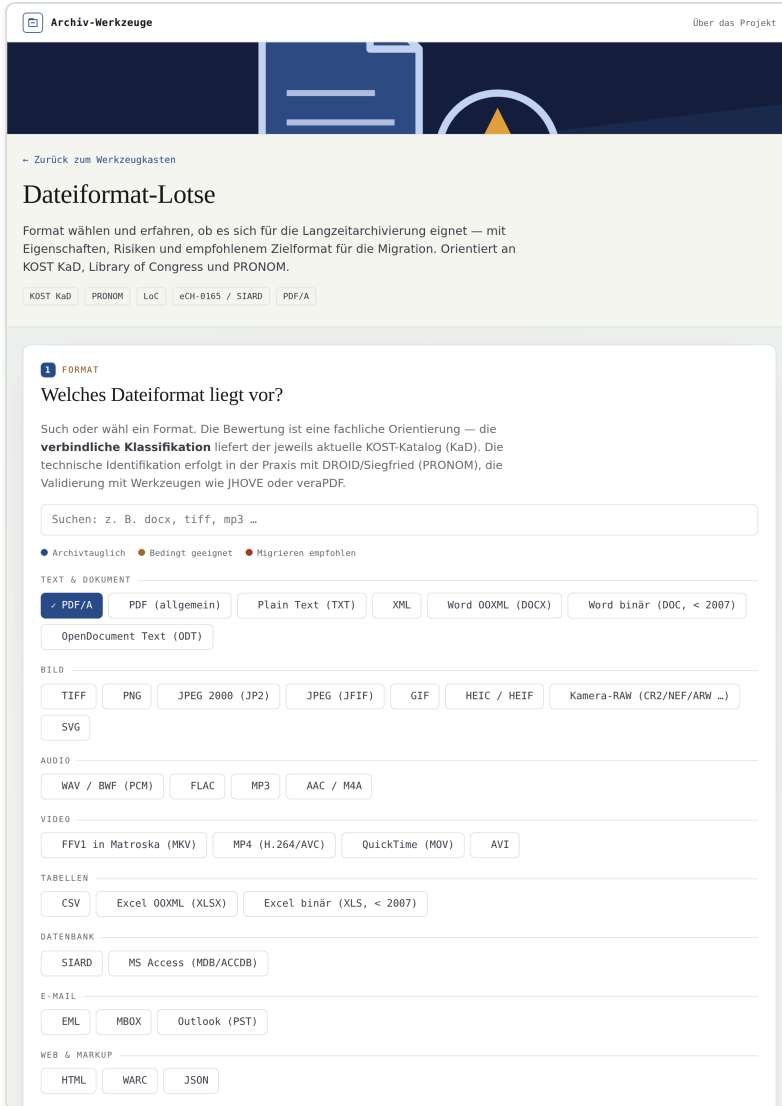 Archiv-Werkzeuge
Über das Projekt
← Zurück zum Werkzeugkasten
Dateiformat-Lotse
Format wählen und erfahren, ob es sich für die Langzeitarchivierung eignet — mit
Eigenschaften, Risiken und empfohlenem Zielformat für die Migration. Orientiert an
KOST KaD, Library of Congress und PRONOM.
KOST KaD PRONOM LoC eCH-0165 / SIARD PDF/A
1 FORMAT
Welches Dateiformat liegt vor?
Such oder wähl ein Format. Die Bewertung ist eine fachliche Orientierung — die
verbindliche Klassifikation liefert der jeweils aktuelle KOST-Katalog (KaD). Die
technische Identifikation erfolgt in der Praxis mit DROID/Siegfried (PRONOM), die
Validierung mit Werkzeugen wie JHOVE oder veraPDF.
Suchen: z. B. docx, tiff, mp3 …
Archivtauglich Bedingt geeignet Migrieren empfohlen
TEXT & DOKUMENT
✓ PDF/A PDF (allgemein) Plain Text (TXT) XML Word OOXML (DOCX) Word binär (DOC, < 2007)
OpenDocument Text (ODT)
BILD
TIFF PNG JPEG 2000 (JP2) JPEG (JFIF) GIF HEIC / HEIF Kamera-RAW (CR2/NEF/ARW …)
SVG
AUDIO
WAV / BWF (PCM) FLAC MP3 AAC / M4A
VIDEO
FFV1 in Matroska (MKV) MP4 (H.264/AVC) QuickTime (MOV) AVI
TABELLEN
CSV Excel OOXML (XLSX) Excel binär (XLS, < 2007)
DATENBANK
SIARD MS Access (MDB/ACCDB)
E-MAIL
EML MBOX Outlook (PST)
WEB & MARKUP
HTML WARC JSON